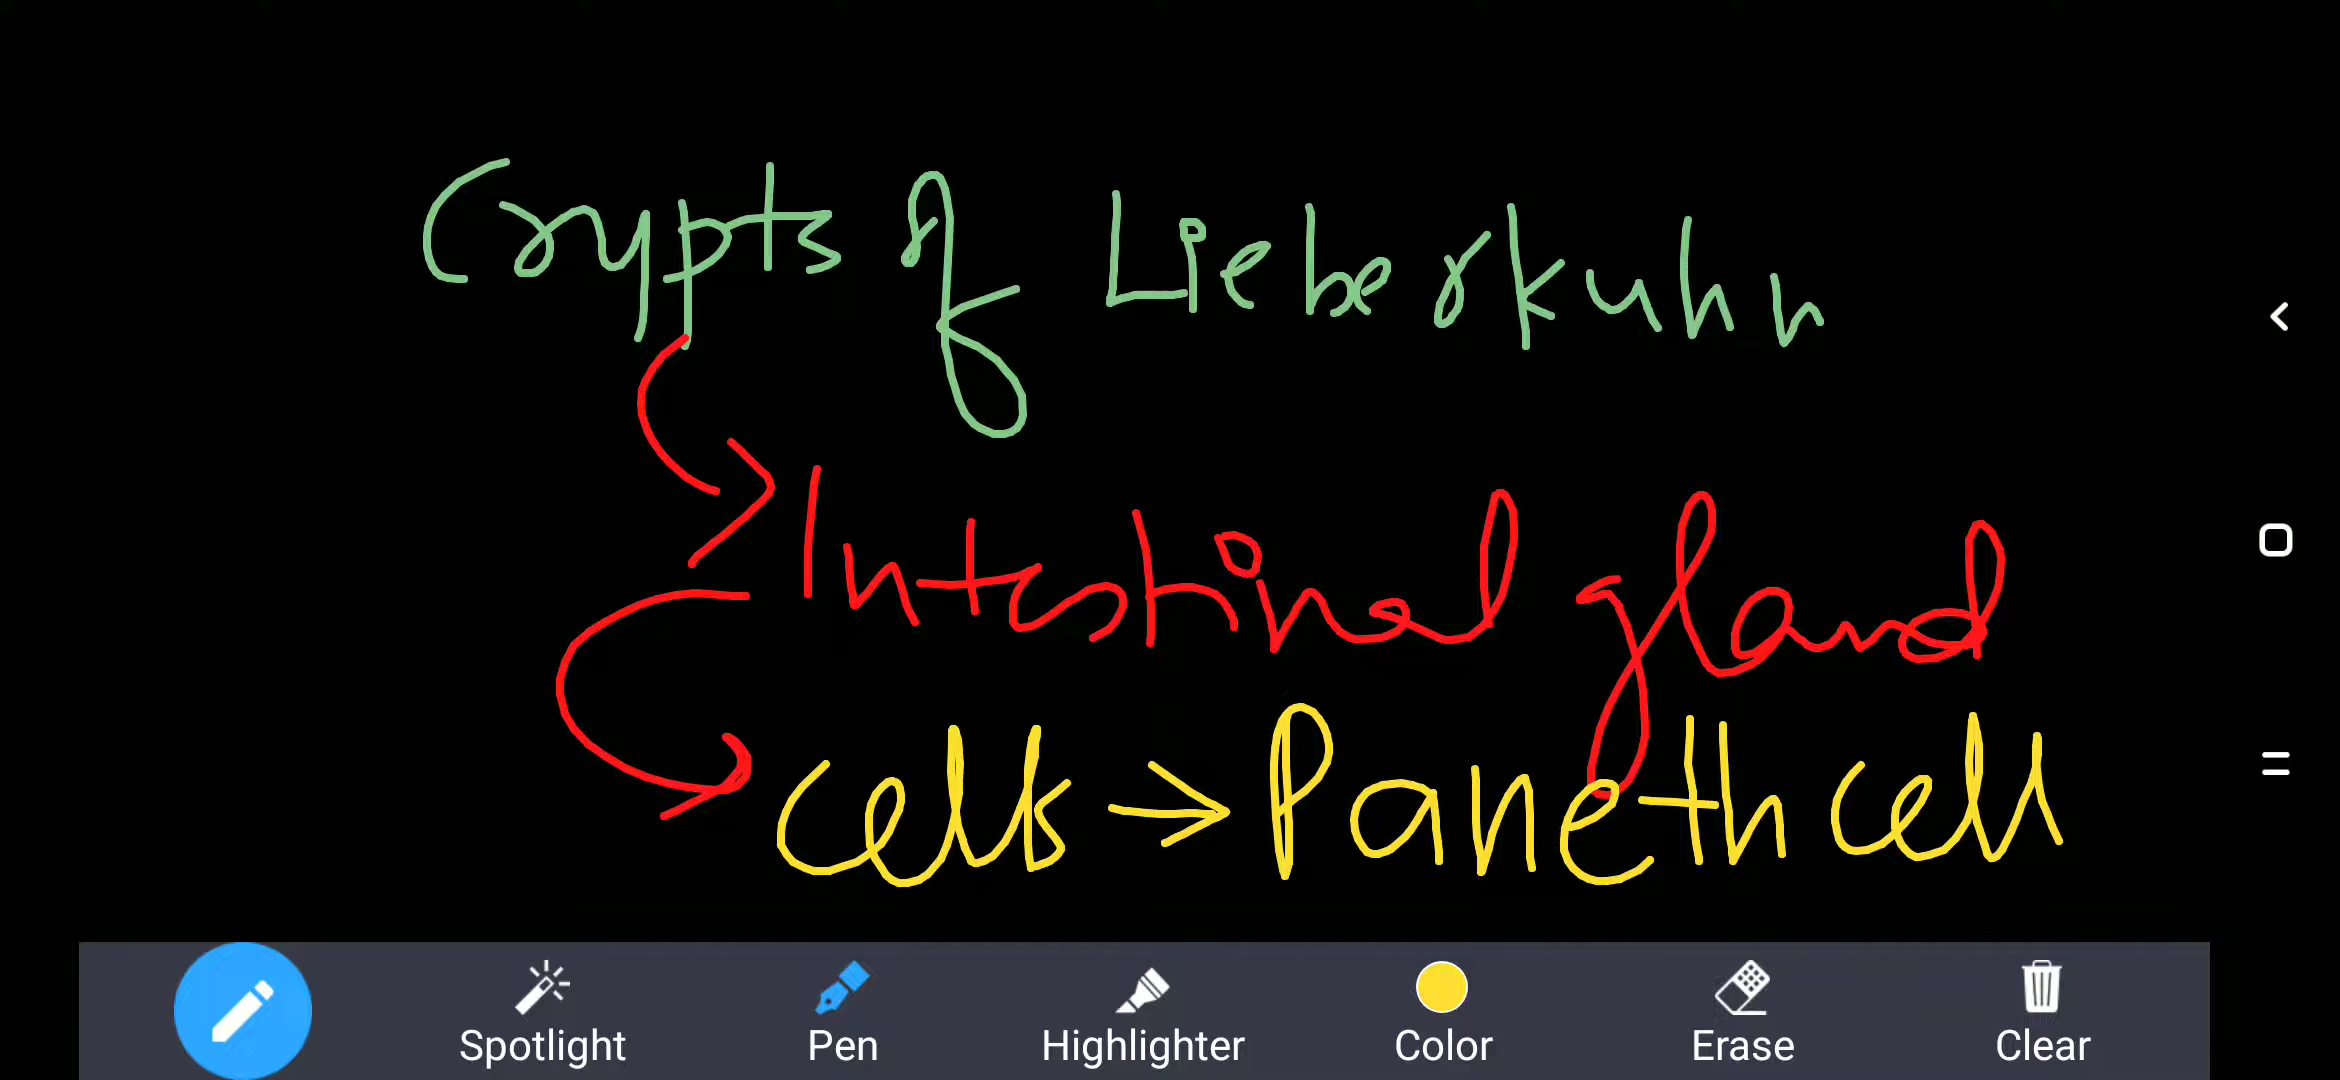 Crypts of Lieberkuhn
Intestinal gland
cells → Paneth cell
Spotlight Pen Highlighter Color Erase Clear